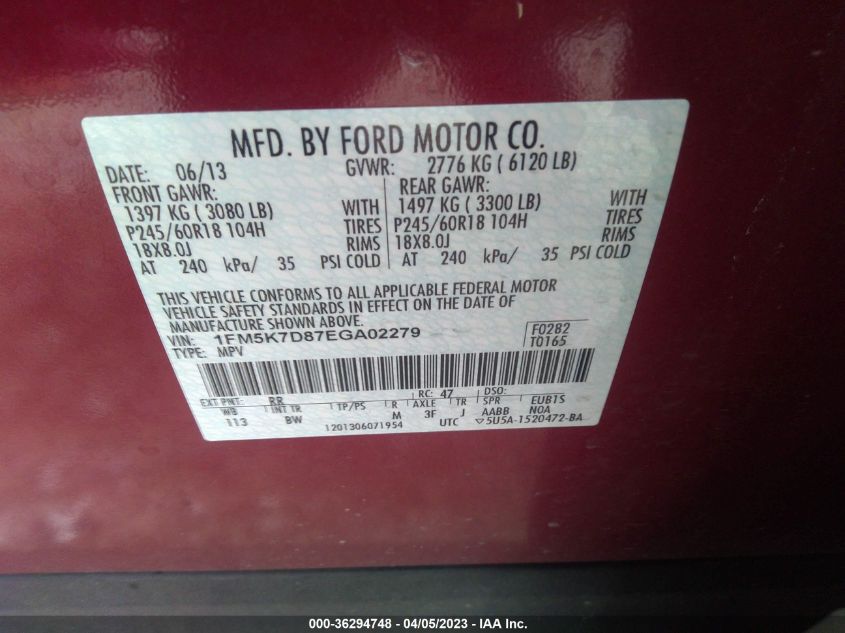 MFD. BY FORD MOTOR CO.
DATE: 06/13 GVWR: 2776 KG ( 6120 LB)
FRONT GAWR: REAR GAWR:
1397 KG ( 3080 LB) WITH 1497 KG ( 3300 LB) WITH
P245/60R18 104H TIRES P245/60R18 104H TIRES
18X8.0J RIMS 18X8.0J RIMS
AT 240 kPa/ 35 PSI COLD AT 240 kPa/ 35 PSI COLD
THIS VEHICLE CONFORMS TO ALL APPLICABLE FEDERAL MOTOR
VEHICLE SAFETY STANDARDS IN EFFECT ON THE DATE OF
MANUFACTURE SHOWN ABOVE.
VIN: 1FM5K7D87EGA02279 F0282
TYPE: MPV T0165
EXT PNT: RR RC: 47 DSO:
WB INT TR TP/PS R AXLE TR SPR EUB1S
113 BW M 3F J AABB NOA
1201306071954 UTC ▽5U5A-1520472-BA
000-36294748 - 04/05/2023 - IAA Inc.